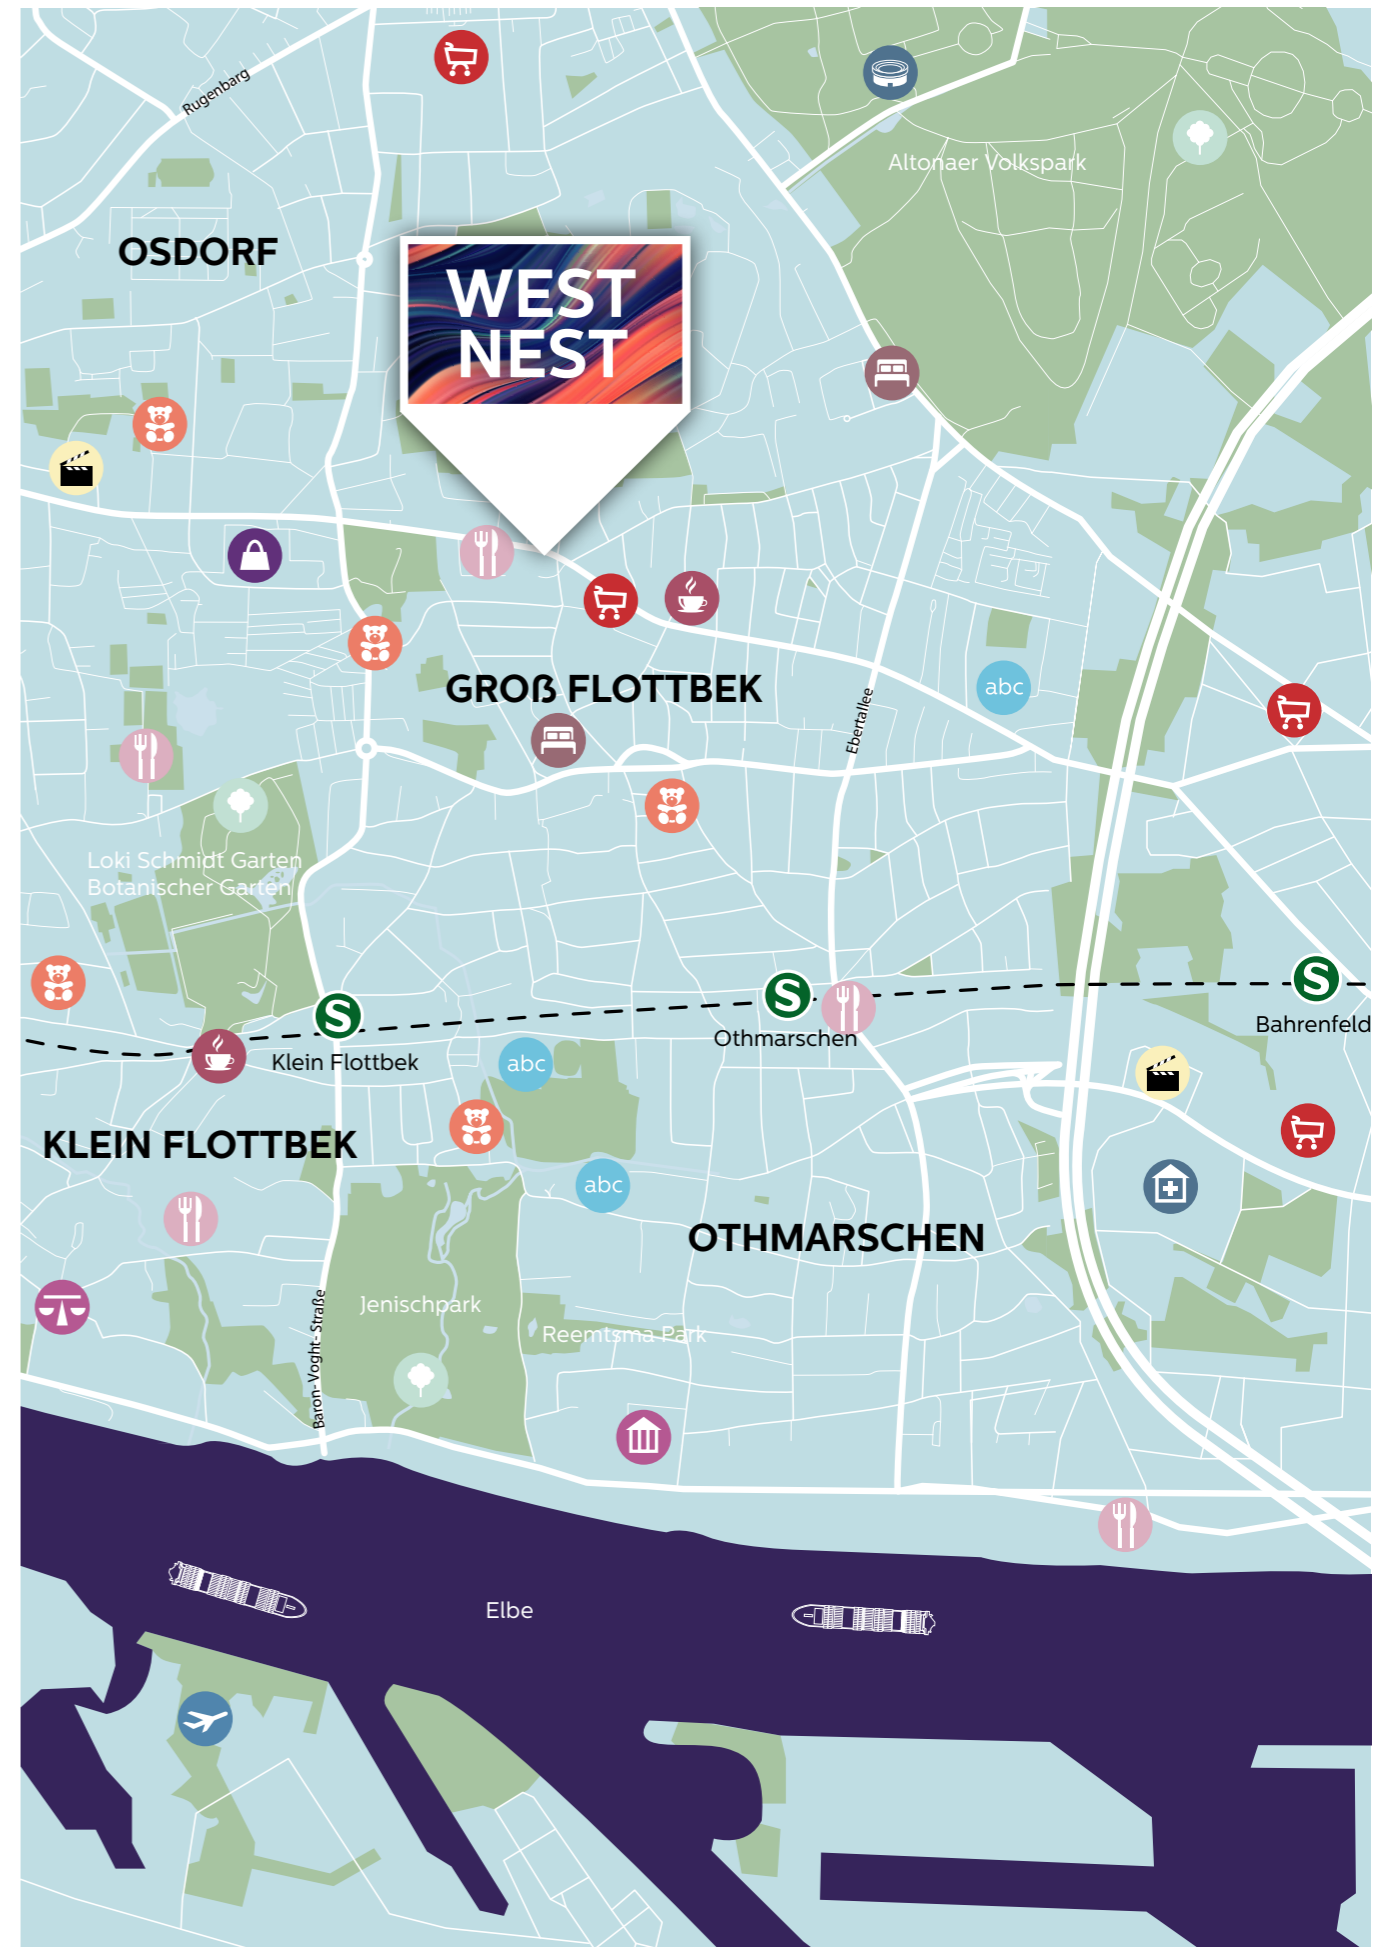 Rugenbarg
Altonaer Volkspark
OSDORF
WEST
NEST
GROß FLOTTBEK
abc
Ebertallee
Loki Schmidt Garten
Botanischer Garten
S
S
S
Bahrenfeld
Othmarschen
Klein Flottbek
abc
KLEIN FLOTTBEK
abc
OTHMARSCHEN
Jenischpark
Baron-Voght-Straße
Reemtsma Park
Elbe